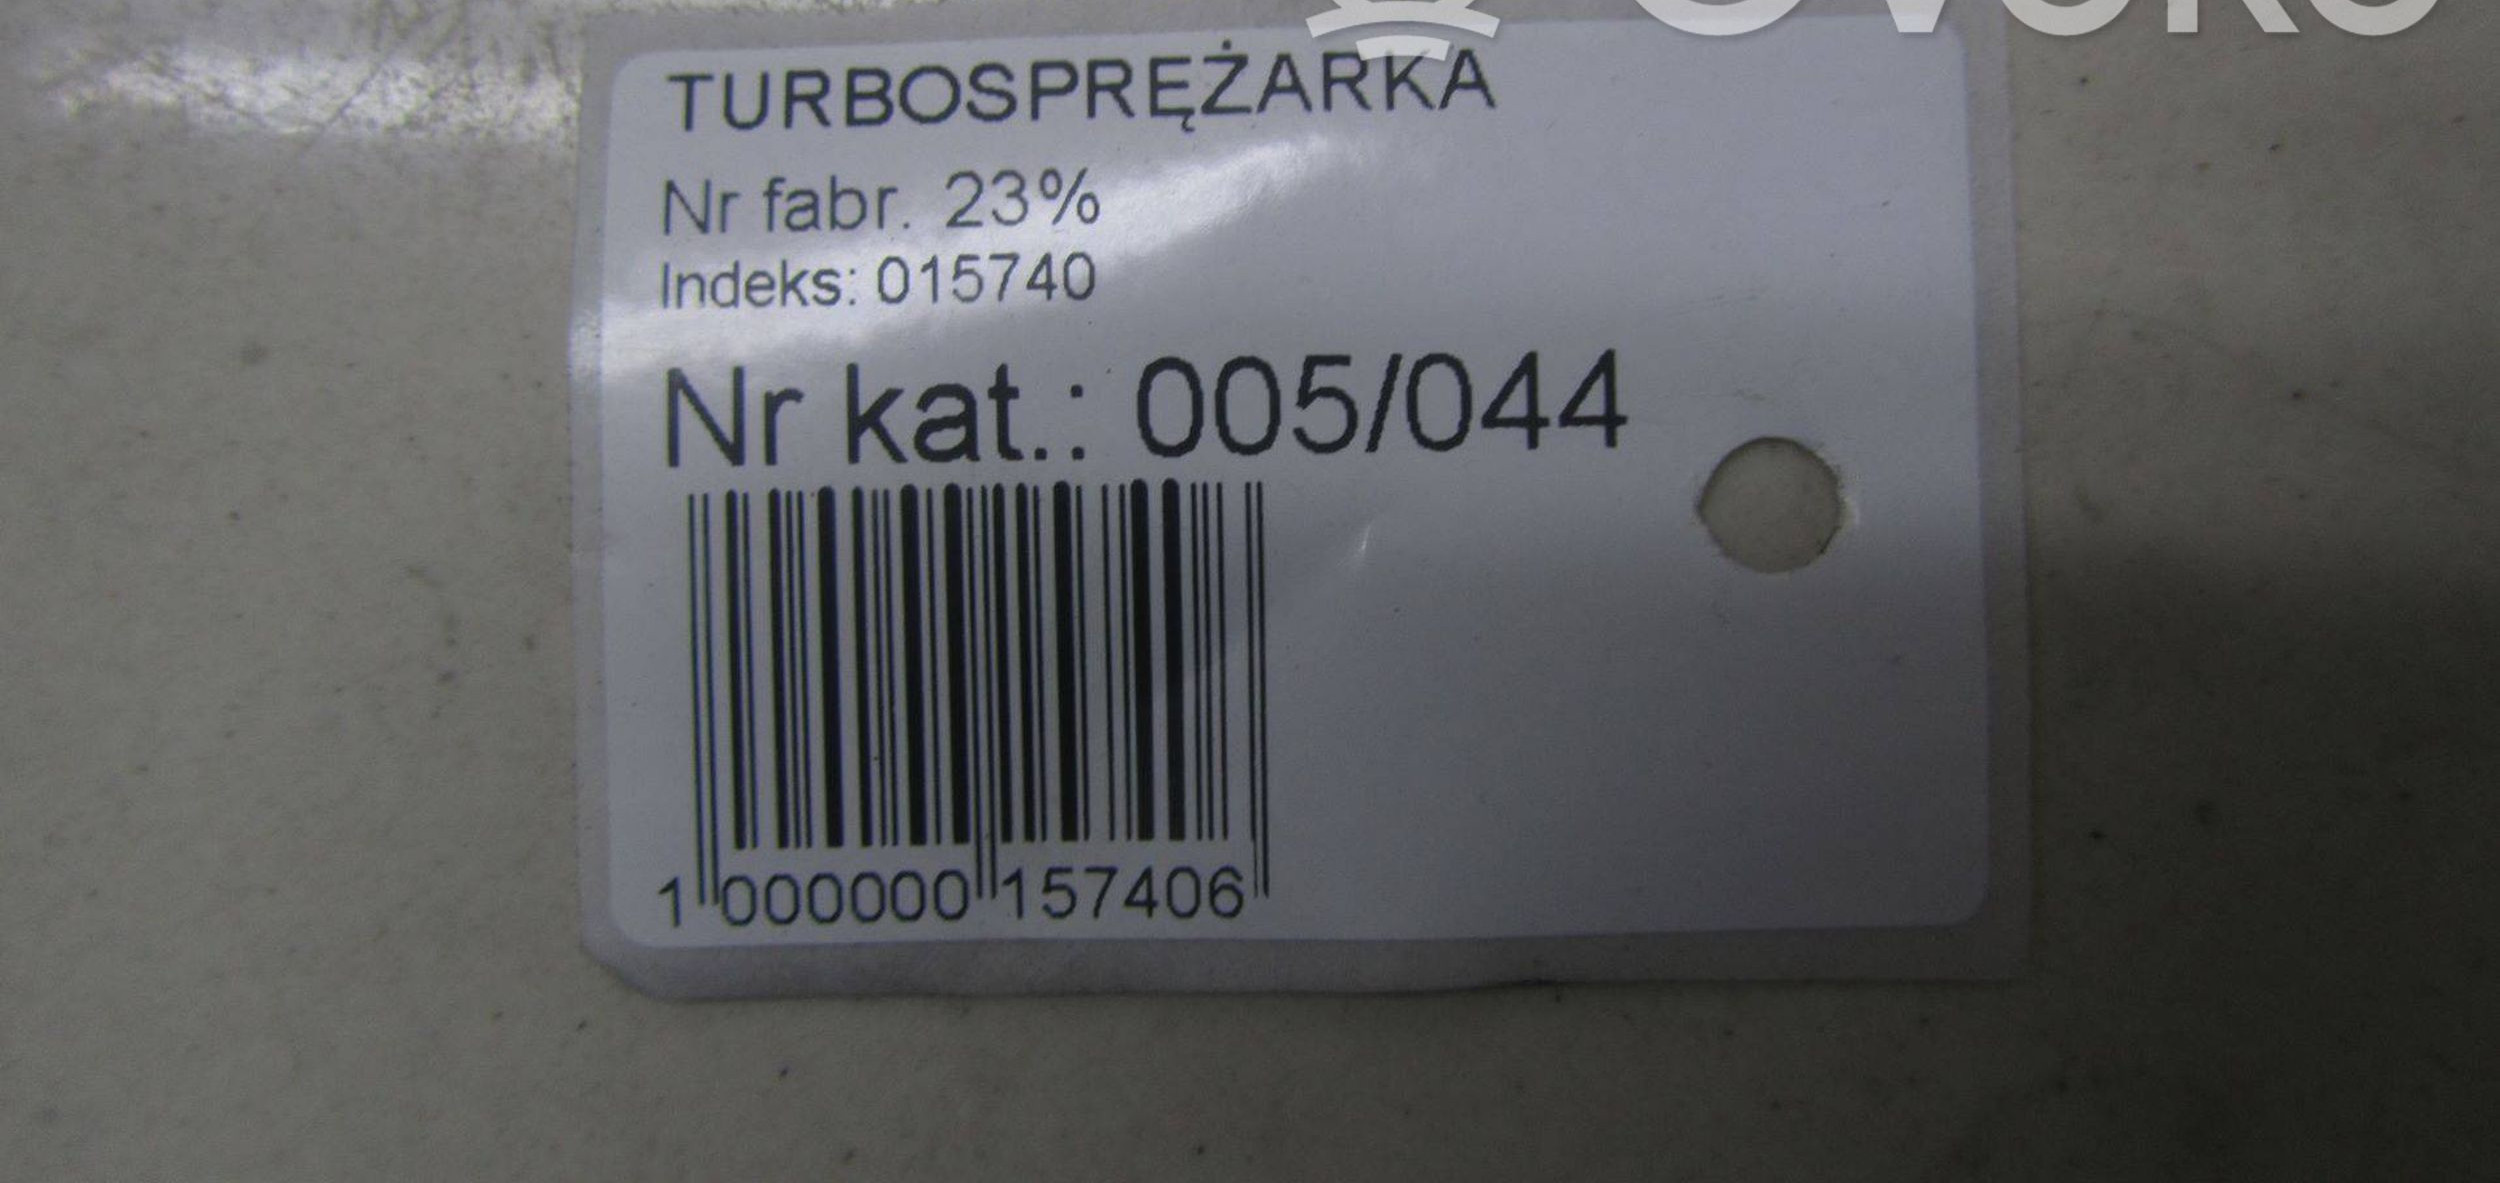 TURBOSPRĘŻARKA
Nr fabr. 23%
Indeks: 015740
Nr kat.: 005/044
1 000000 157406